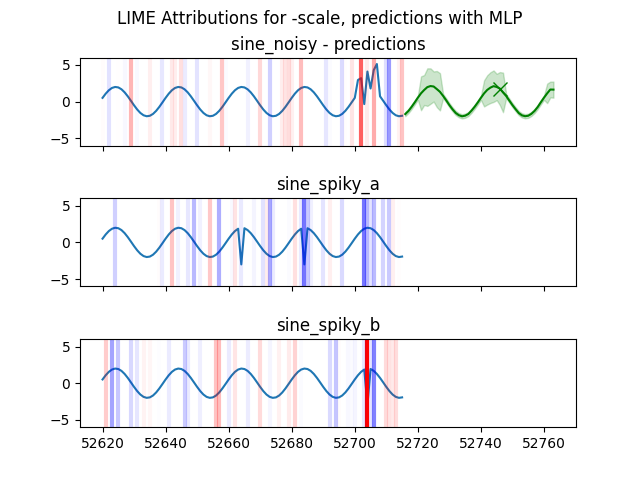 LIME Attributions for -scale, predictions with MLP
sine_noisy - predictions
5
0
−5
sine_spiky_a
5
0
−5
sine_spiky_b
5
0
−5
52620 52640 52660 52680 52700 52720 52740 52760